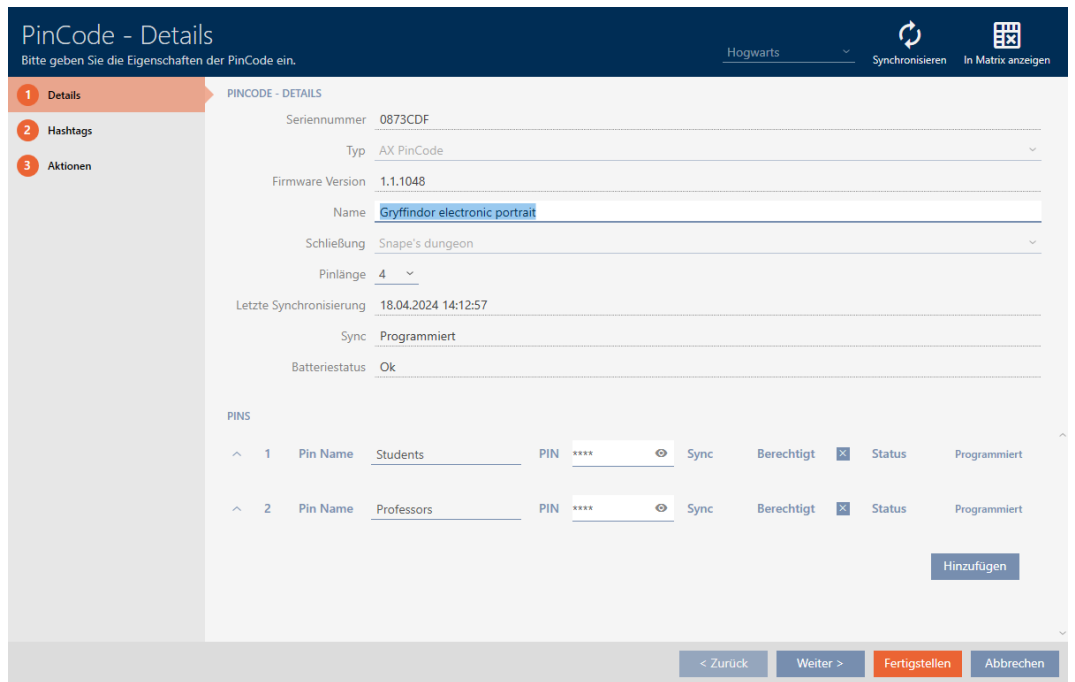 PinCode - Details
Bitte geben Sie die Eigenschaften der PinCode ein.
Hogwarts
Synchronisieren
In Matrix anzeigen
1 Details
2 Hashtags
3 Aktionen
PINCODE - DETAILS
Seriennummer 0873CDF
Typ AX PinCode
Firmware Version 1.1.1048
Name Gryffindor electronic portrait
Schließung Snape's dungeon
Pinlänge 4
Letzte Synchronisierung 18.04.2024 14:12:57
Sync Programmiert
Batteriestatus Ok
PINS
1 Pin Name Students PIN **** Sync Berechtigt Status Programmiert
2 Pin Name Professors PIN **** Sync Berechtigt Status Programmiert
Hinzufügen
< Zurück Weiter > Fertigstellen Abbrechen